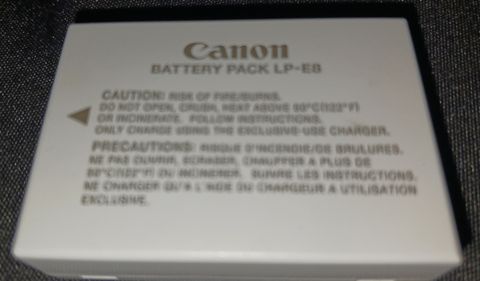 Canon
BATTERY PACK LP-E8
CAUTION: RISK OF FIRE/BURNS.
DO NOT OPEN, CRUSH, HEAT ABOVE 50°C(122°F)
OR INCINERATE. FOLLOW INSTRUCTIONS.
ONLY CHARGE USING THE EXCLUSIVE-USE CHARGER.
PRECAUTIONS: RISQUE D'INCENDIE/DE BRULURES.
NE PAS OUVRIR, ECRASER, CHAUFFER A PLUS DE
50°C(122°F) OU INCINERER. SUIVRE LES INSTRUCTIONS.
NE CHARGER QU'A L'AIDE DU CHARGEUR A UTILISATION
EXCLUSIVE.